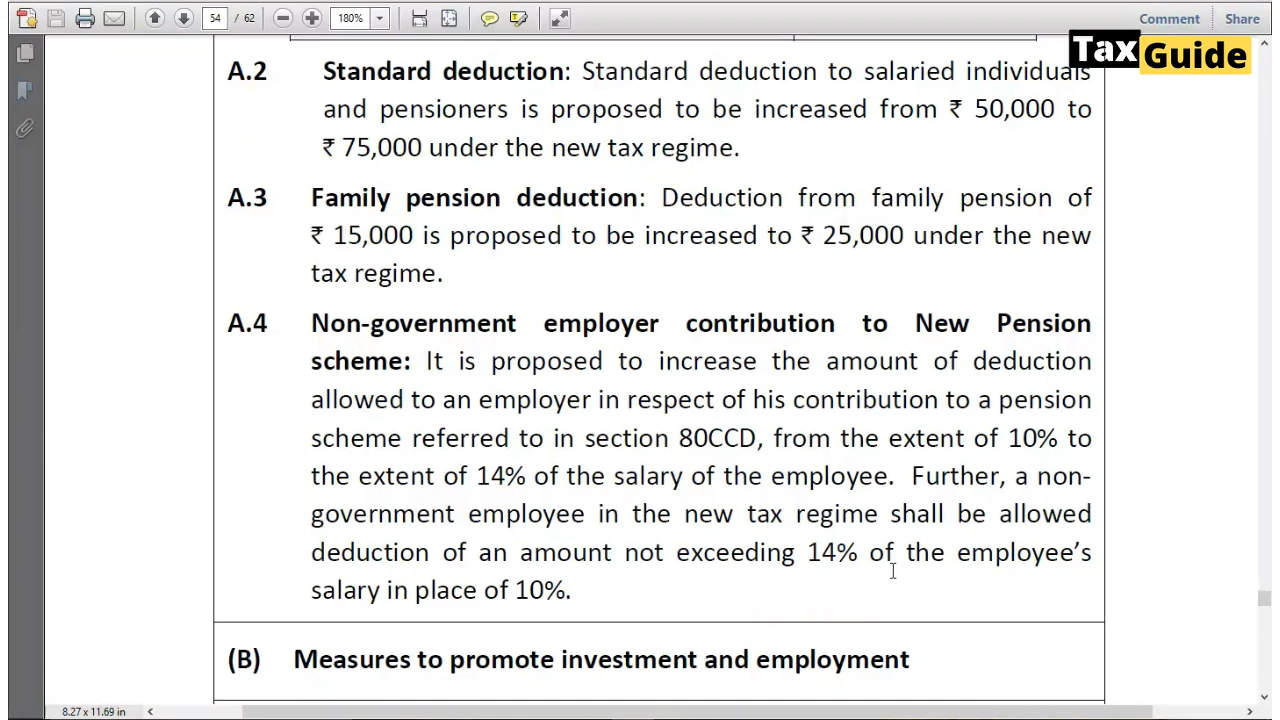 54 / 62
180%
Comment
Share
Tax Guide
A.2 Standard deduction: Standard deduction to salaried individuals
and pensioners is proposed to be increased from ₹ 50,000 to
₹ 75,000 under the new tax regime.
A.3 Family pension deduction: Deduction from family pension of
₹ 15,000 is proposed to be increased to ₹ 25,000 under the new
tax regime.
A.4 Non-government employer contribution to New Pension
scheme: It is proposed to increase the amount of deduction
allowed to an employer in respect of his contribution to a pension
scheme referred to in section 80CCD, from the extent of 10% to
the extent of 14% of the salary of the employee. Further, a non-
government employee in the new tax regime shall be allowed
deduction of an amount not exceeding 14% of the employee's
salary in place of 10%.
(B) Measures to promote investment and employment
8.27 x 11.69 in